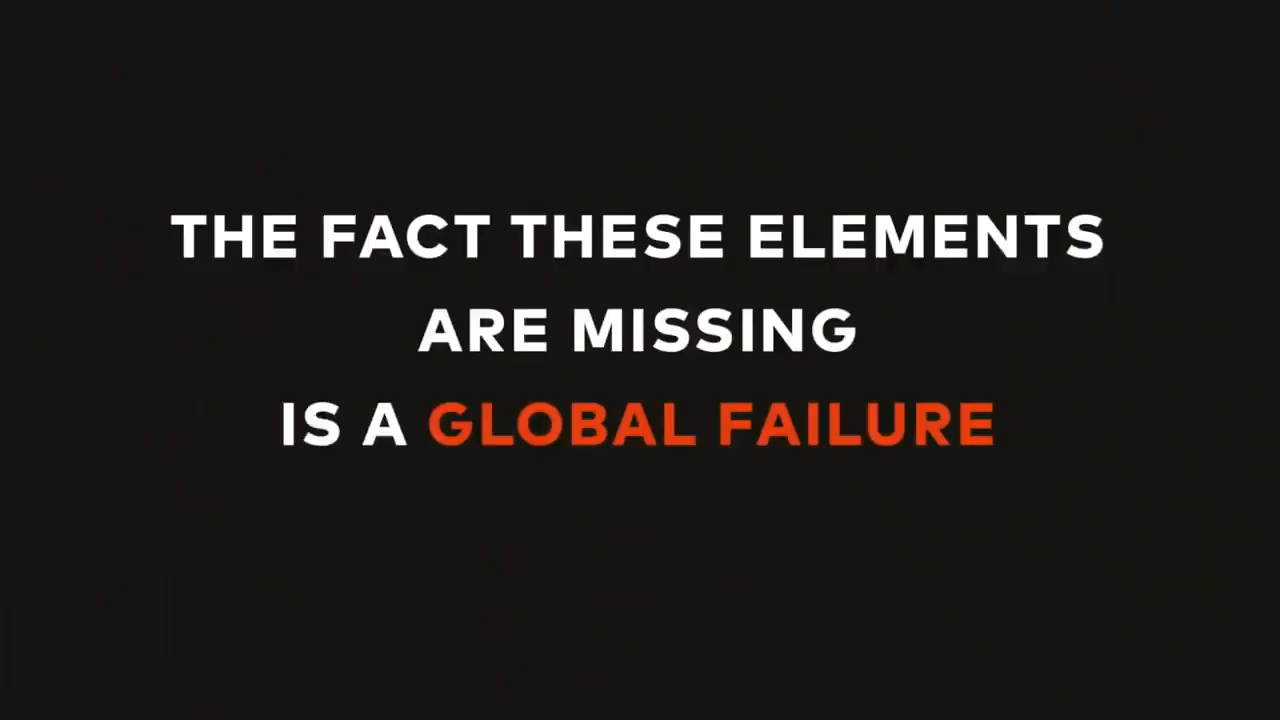 THE FACT THESE ELEMENTS
ARE MISSING
IS A GLOBAL FAILURE